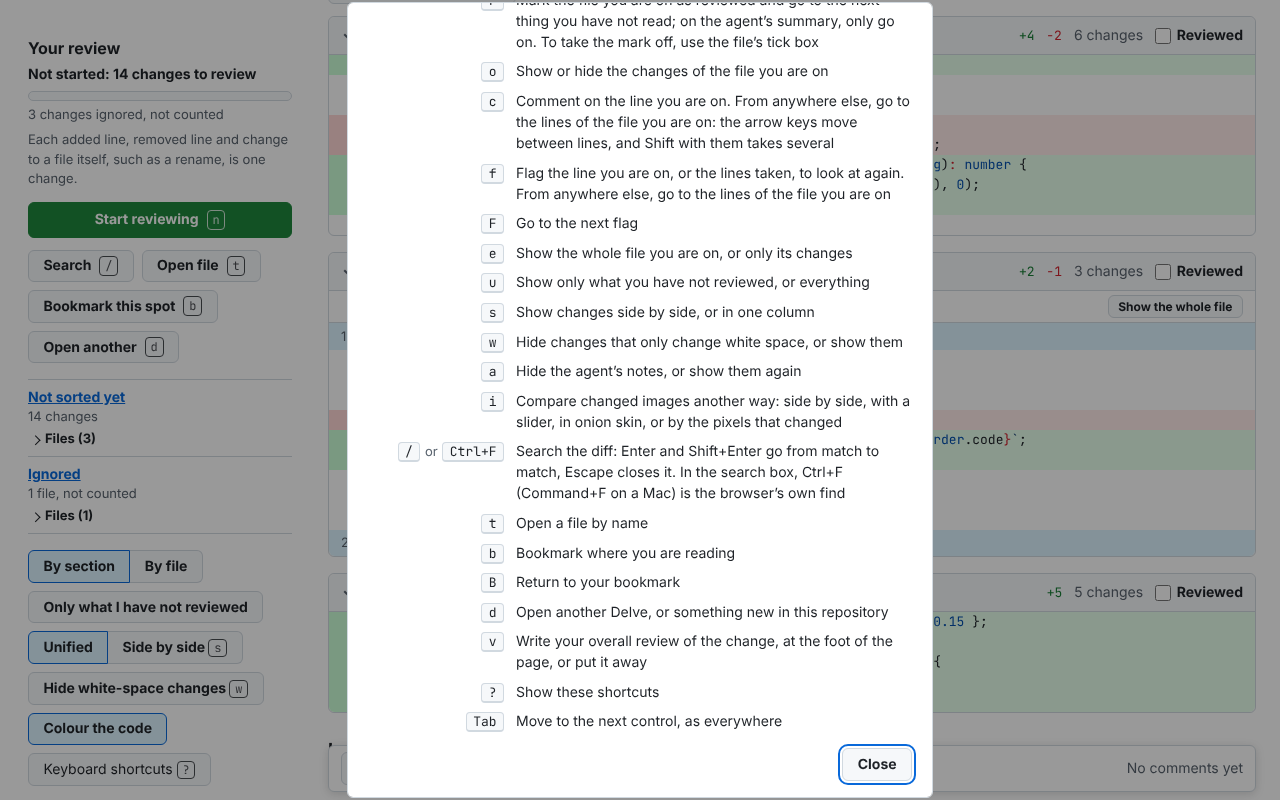 Your review
Not started: 14 changes to review
3 changes ignored, not counted
Each added line, removed line and change
to a file itself, such as a rename, is one
change.
Start reviewing n
Search / Open file t
Bookmark this spot b
Open another d
Not sorted yet
14 changes
Files (3)
Ignored
1 file, not counted
Files (1)
By section By file
Only what I have not reviewed
Unified Side by side s
Hide white-space changes w
Colour the code
Keyboard shortcuts ?
thing you have not read; on the agent’s summary, only go
on. To take the mark off, use the file’s tick box
o Show or hide the changes of the file you are on
c Comment on the line you are on. From anywhere else, go to
the lines of the file you are on: the arrow keys move
between lines, and Shift with them takes several
f Flag the line you are on, or the lines taken, to look at again.
From anywhere else, go to the lines of the file you are on
F Go to the next flag
e Show the whole file you are on, or only its changes
u Show only what you have not reviewed, or everything
s Show changes side by side, or in one column
w Hide changes that only change white space, or show them
a Hide the agent’s notes, or show them again
i Compare changed images another way: side by side, with a
slider, in onion skin, or by the pixels that changed
/ or Ctrl+F Search the diff: Enter and Shift+Enter go from match to
match, Escape closes it. In the search box, Ctrl+F
(Command+F on a Mac) is the browser’s own find
t Open a file by name
b Bookmark where you are reading
B Return to your bookmark
d Open another Delve, or something new in this repository
v Write your overall review of the change, at the foot of the
page, or put it away
? Show these shortcuts
Tab Move to the next control, as everywhere
Close
+4 -2 6 changes Reviewed
;
g): number {
), 0);
+2 -1 3 changes Reviewed
Show the whole file
1
rder.code}`;
2
+5 5 changes Reviewed
0.15 };
{
No comments yet